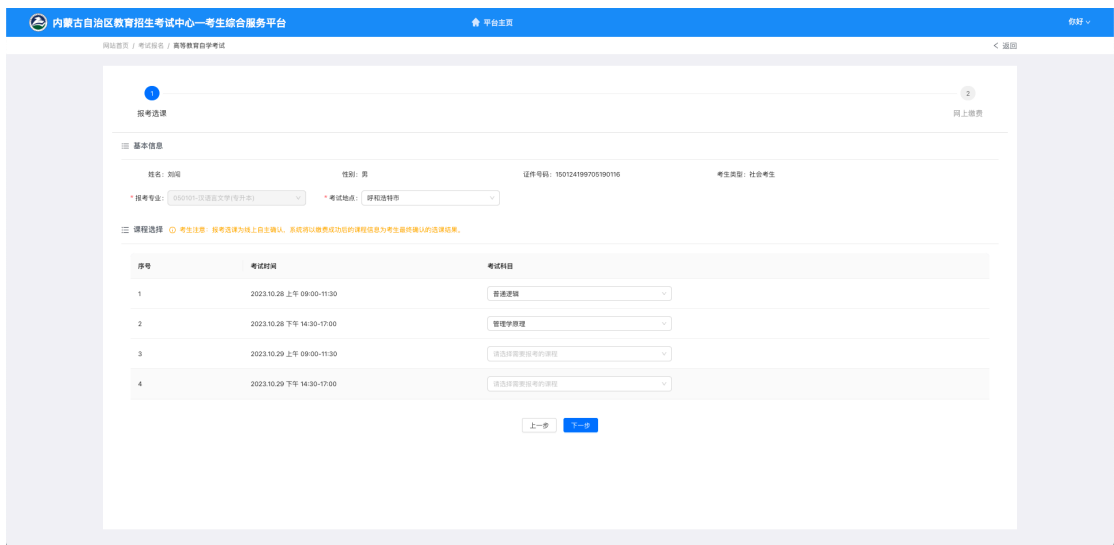 内蒙古自治区教育招生考试中心—考生综合服务平台 平台主页 你好
网站首页 / 考试报名 / 高等教育自学考试 返回
1 2
报考选课 网上缴费
基本信息
姓名: 刘闯 性别: 男 证件号码: 150124199705190116 考生类型: 社会考生
* 报考专业: 050101-汉语言文学(专升本) * 考试地点: 呼和浩特市
课程选择 考生注意: 报考选课为线上自主确认, 系统将以缴费成功后的课程信息为考生最终确认的选课结果。
序号 考试时间 考试科目
1 2023.10.28 上午 09:00-11:30 普通逻辑
2 2023.10.28 下午 14:30-17:00 管理学原理
3 2023.10.29 上午 09:00-11:30 请选择需要报考的课程
4 2023.10.29 下午 14:30-17:00 请选择需要报考的课程
上一步 下一步